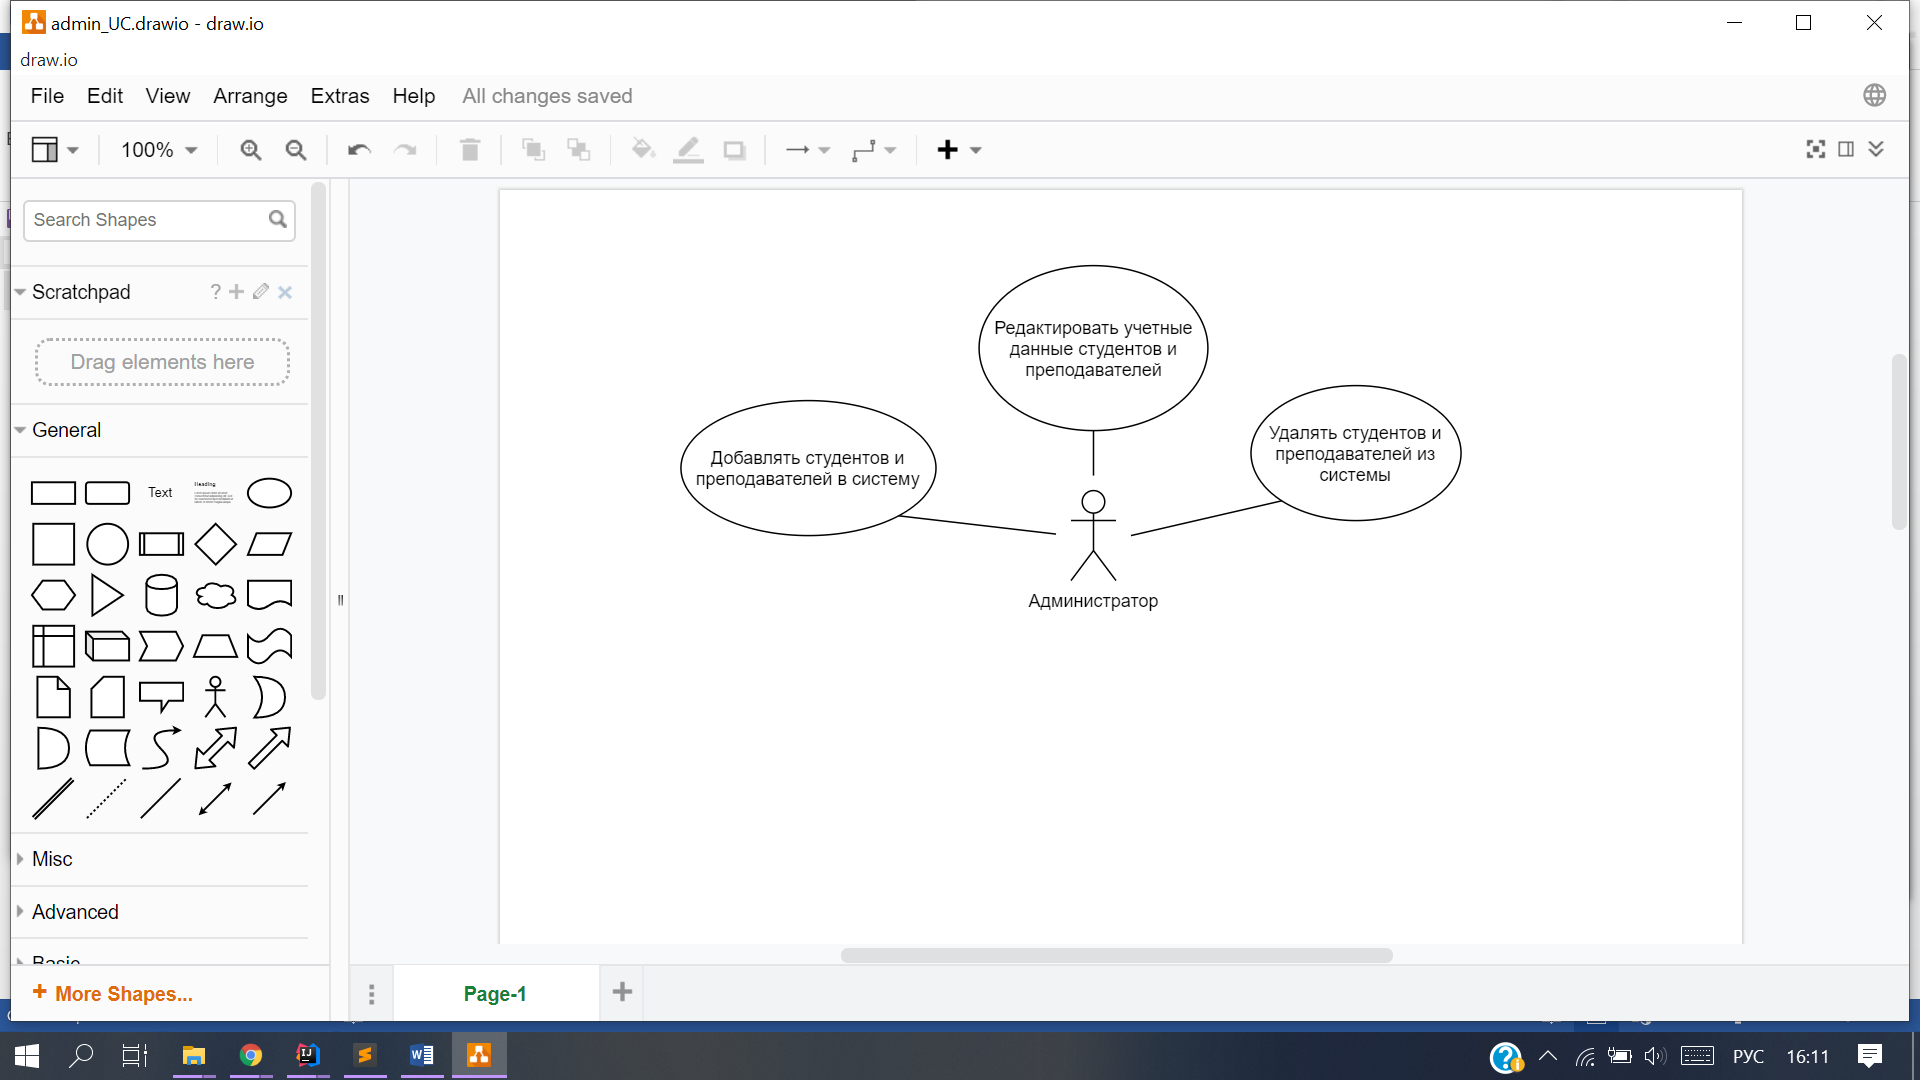 admin_UC.drawio - draw.io
draw.io
File Edit View Arrange Extras Help All changes saved
100%
Search Shapes
Scratchpad ?
Drag elements here
General
Text
Heading
Misc
Advanced
Basic
+ More Shapes...
Редактировать учетные
данные студентов и
преподавателей
Добавлять студентов и
преподавателей в систему
Удалять студентов и
преподавателей из
системы
Администратор
Page-1
РУС 16:11